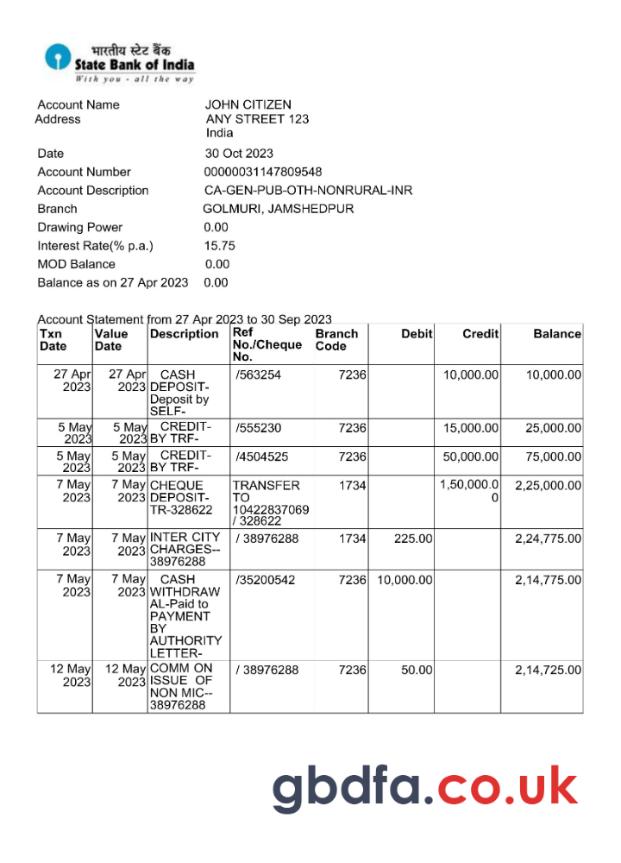 भारतीय स्टेट बैंक
State Bank of India
With you - all the way
Account Name JOHN CITIZEN
Address ANY STREET 123
India
Date 30 Oct 2023
Account Number 00000031147809548
Account Description CA-GEN-PUB-OTH-NONRURAL-INR
Branch GOLMURI, JAMSHEDPUR
Drawing Power 0.00
Interest Rate(% p.a.) 15.75
MOD Balance 0.00
Balance as on 27 Apr 2023 0.00
Account Statement from 27 Apr 2023 to 30 Sep 2023
Txn Value Description Ref Branch Debit Credit Balance
Date Date No./Cheque Code
No.
27 Apr 27 Apr CASH /563254 7236 10,000.00 10,000.00
2023 2023 DEPOSIT-
Deposit by
SELF-
5 May 5 May CREDIT- /555230 7236 15,000.00 25,000.00
2023 2023 BY TRF-
5 May 5 May CREDIT- /4504525 7236 50,000.00 75,000.00
2023 2023 BY TRF-
7 May 7 May CHEQUE TRANSFER 1734 1,50,000.0 2,25,000.00
2023 2023 DEPOSIT- TO 0
TR-328622 10422837069
/ 328622
7 May 7 May INTER CITY / 38976288 1734 225.00 2,24,775.00
2023 2023 CHARGES--
38976288
7 May 7 May CASH /35200542 7236 10,000.00 2,14,775.00
2023 2023 WITHDRAW
AL-Paid to
PAYMENT
BY
AUTHORITY
LETTER-
12 May 12 May COMM ON / 38976288 7236 50.00 2,14,725.00
2023 2023 ISSUE OF
NON MIC--
38976288
gbdfa.co.uk